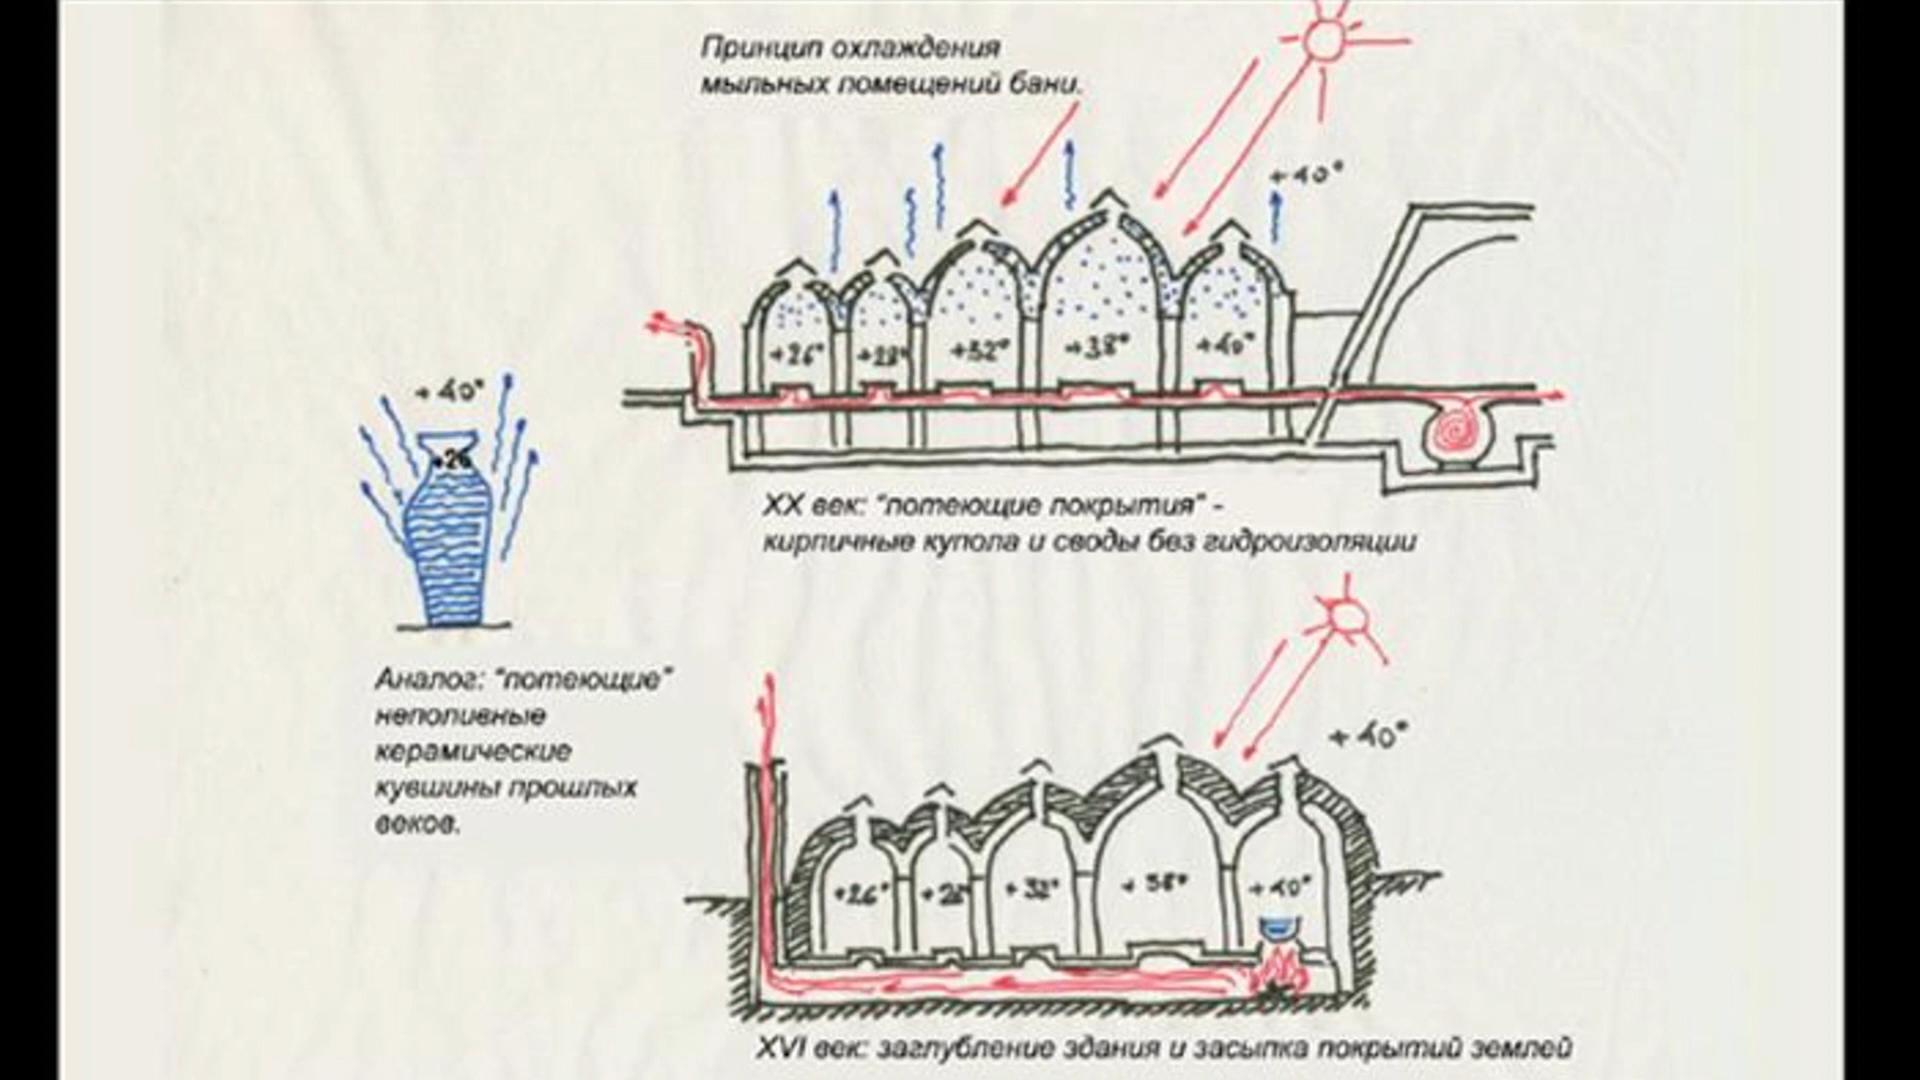 Принцип охлаждения
мыльных помещений бани.
+40°
+26° +28° +32° +38° +40°
XX век: "потеющие покрытия" -
кирпичные купола и своды без гидроизоляции
+40°
+26
Аналог: "потеющие"
неполивные
керамические
кувшины прошлых
веков.
+40°
+26° +28° +32° +38° +40°
XVI век: заглубление здания и засыпка покрытий землей